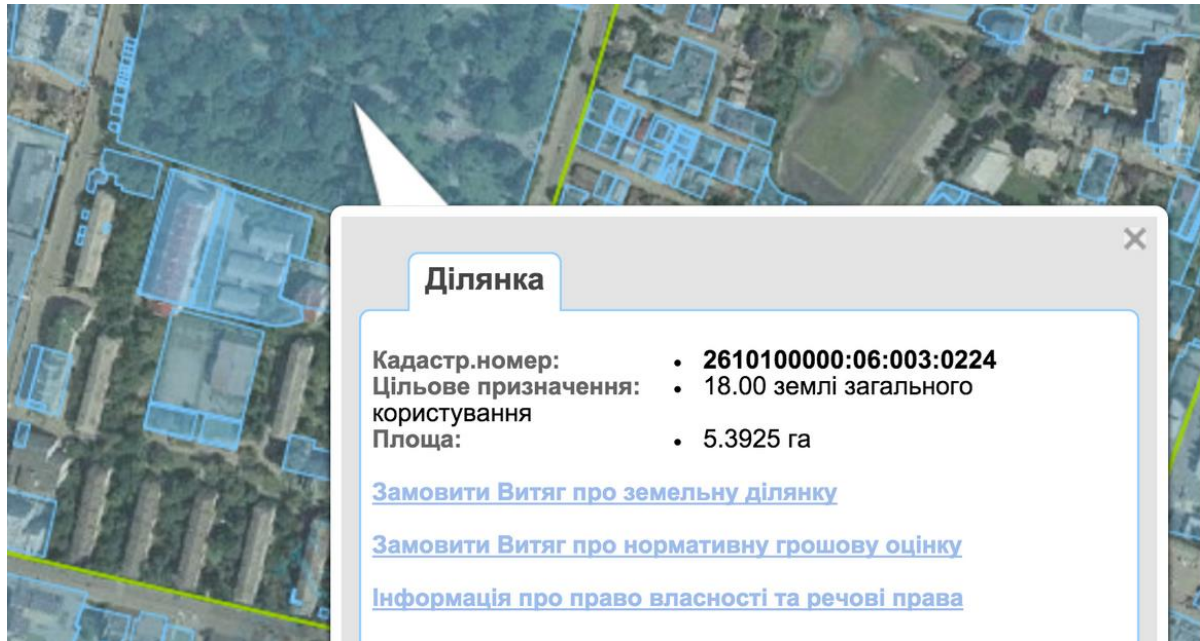 Ділянка
Кадастр.номер: • 2610100000:06:003:0224
Цільове призначення: • 18.00 землі загального
користування
Площа: • 5.3925 га
Замовити Витяг про земельну ділянку
Замовити Витяг про нормативну грошову оцінку
Інформація про право власності та речові права